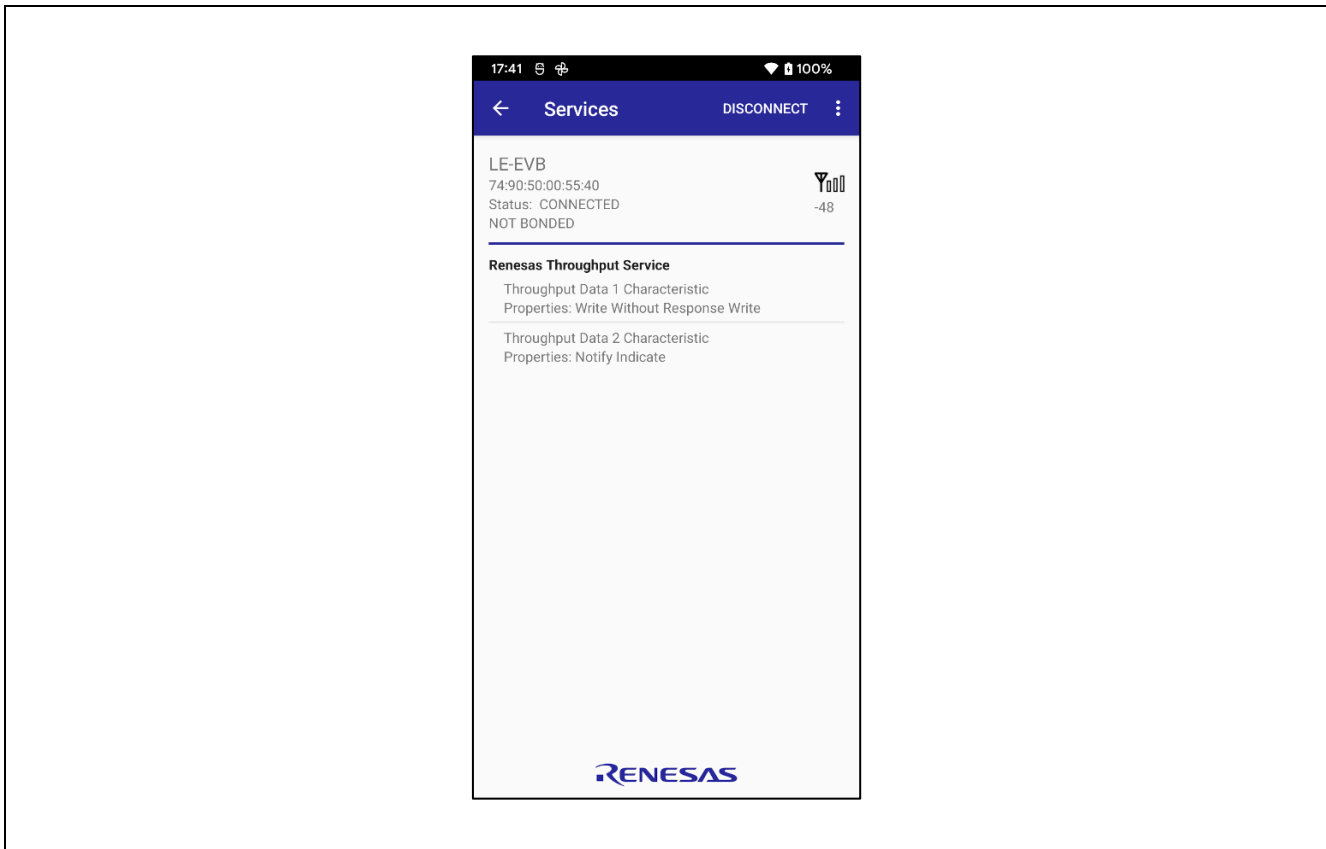 17:41 100%
← Services DISCONNECT
LE-EVB
74:90:50:00:55:40
Status: CONNECTED
-48
NOT BONDED
Renesas Throughput Service
Throughput Data 1 Characteristic
Properties: Write Without Response Write
Throughput Data 2 Characteristic
Properties: Notify Indicate
RENESAS